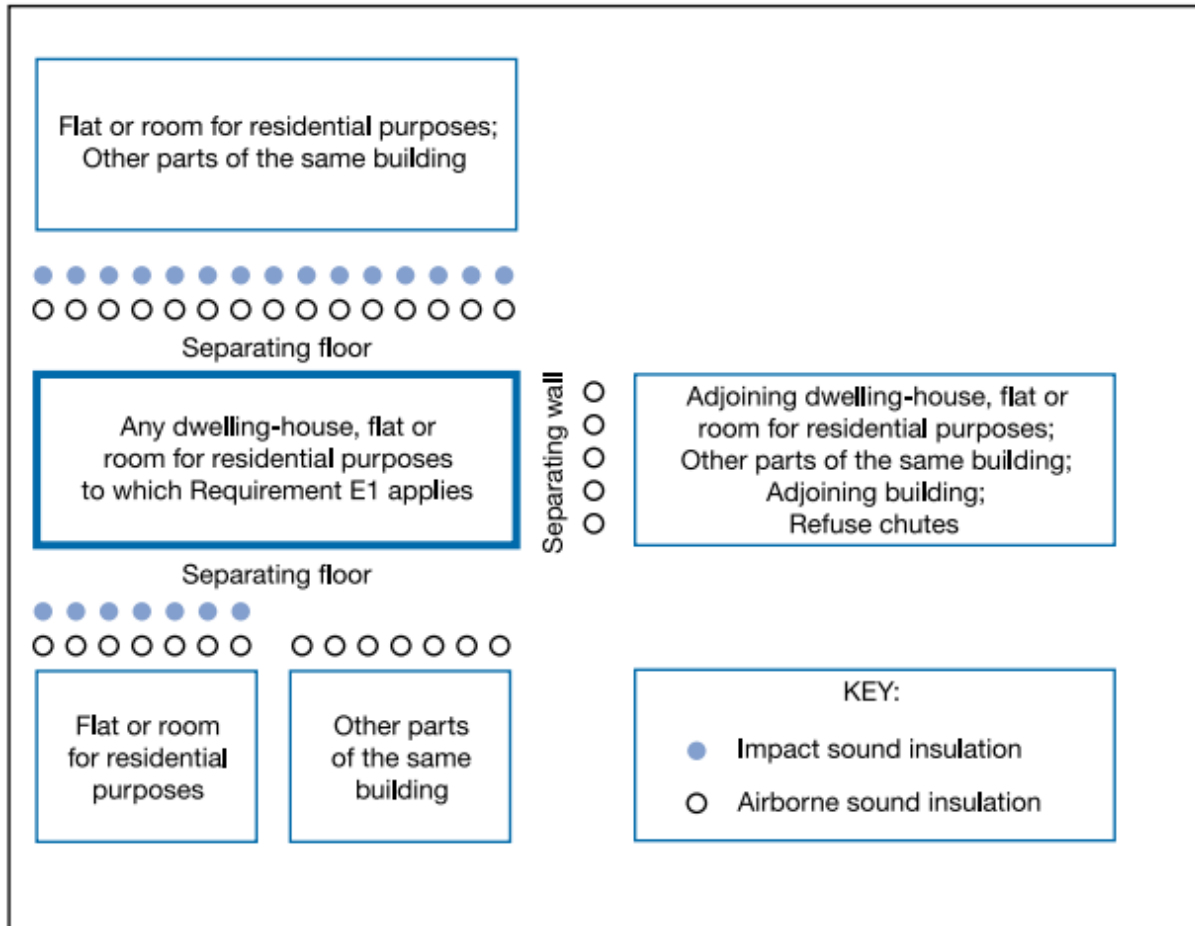 Flat or room for residential purposes;
Other parts of the same building
Separating floor
Any dwelling-house, flat or
room for residential purposes
to which Requirement E1 applies
Separating wall
Adjoining dwelling-house, flat or
room for residential purposes;
Other parts of the same building;
Adjoining building;
Refuse chutes
Separating floor
Flat or room
for residential
purposes
Other parts
of the same
building
KEY:
Impact sound insulation
Airborne sound insulation